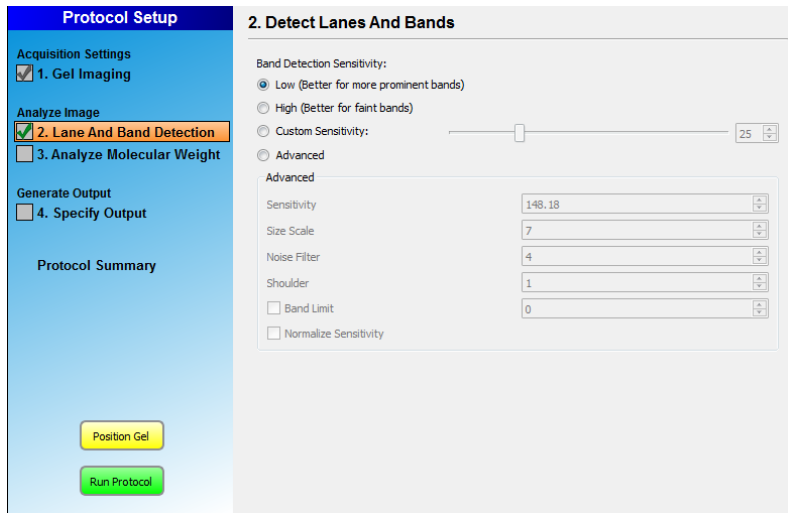 Protocol Setup
Acquisition Settings
1. Gel Imaging
Analyze Image
2. Lane And Band Detection
3. Analyze Molecular Weight
Generate Output
4. Specify Output
Protocol Summary
Position Gel
Run Protocol
2. Detect Lanes And Bands
Band Detection Sensitivity:
Low (Better for more prominent bands)
High (Better for faint bands)
Custom Sensitivity: 25
Advanced
Advanced
Sensitivity 148.18
Size Scale 7
Noise Filter 4
Shoulder 1
Band Limit 0
Normalize Sensitivity